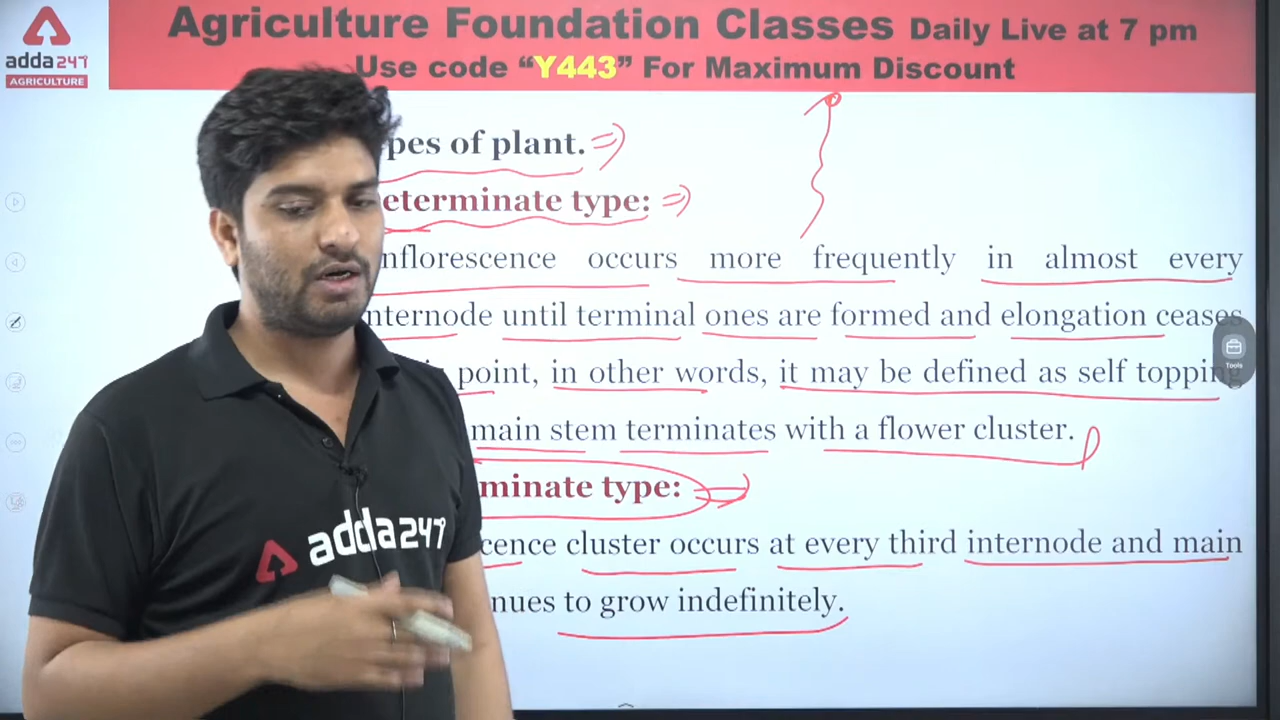 Agriculture Foundation Classes Daily Live at 7 pm
Use code “Y443” For Maximum Discount
adda247
AGRICULTURE
pes of plant.
eterminate type:
nflorescence occurs more frequently in almost every
nternode until terminal ones are formed and elongation ceases
point, in other words, it may be defined as self topping
main stem terminates with a flower cluster.
minate type:
cence cluster occurs at every third internode and main
nues to grow indefinitely.
Tools
adda247